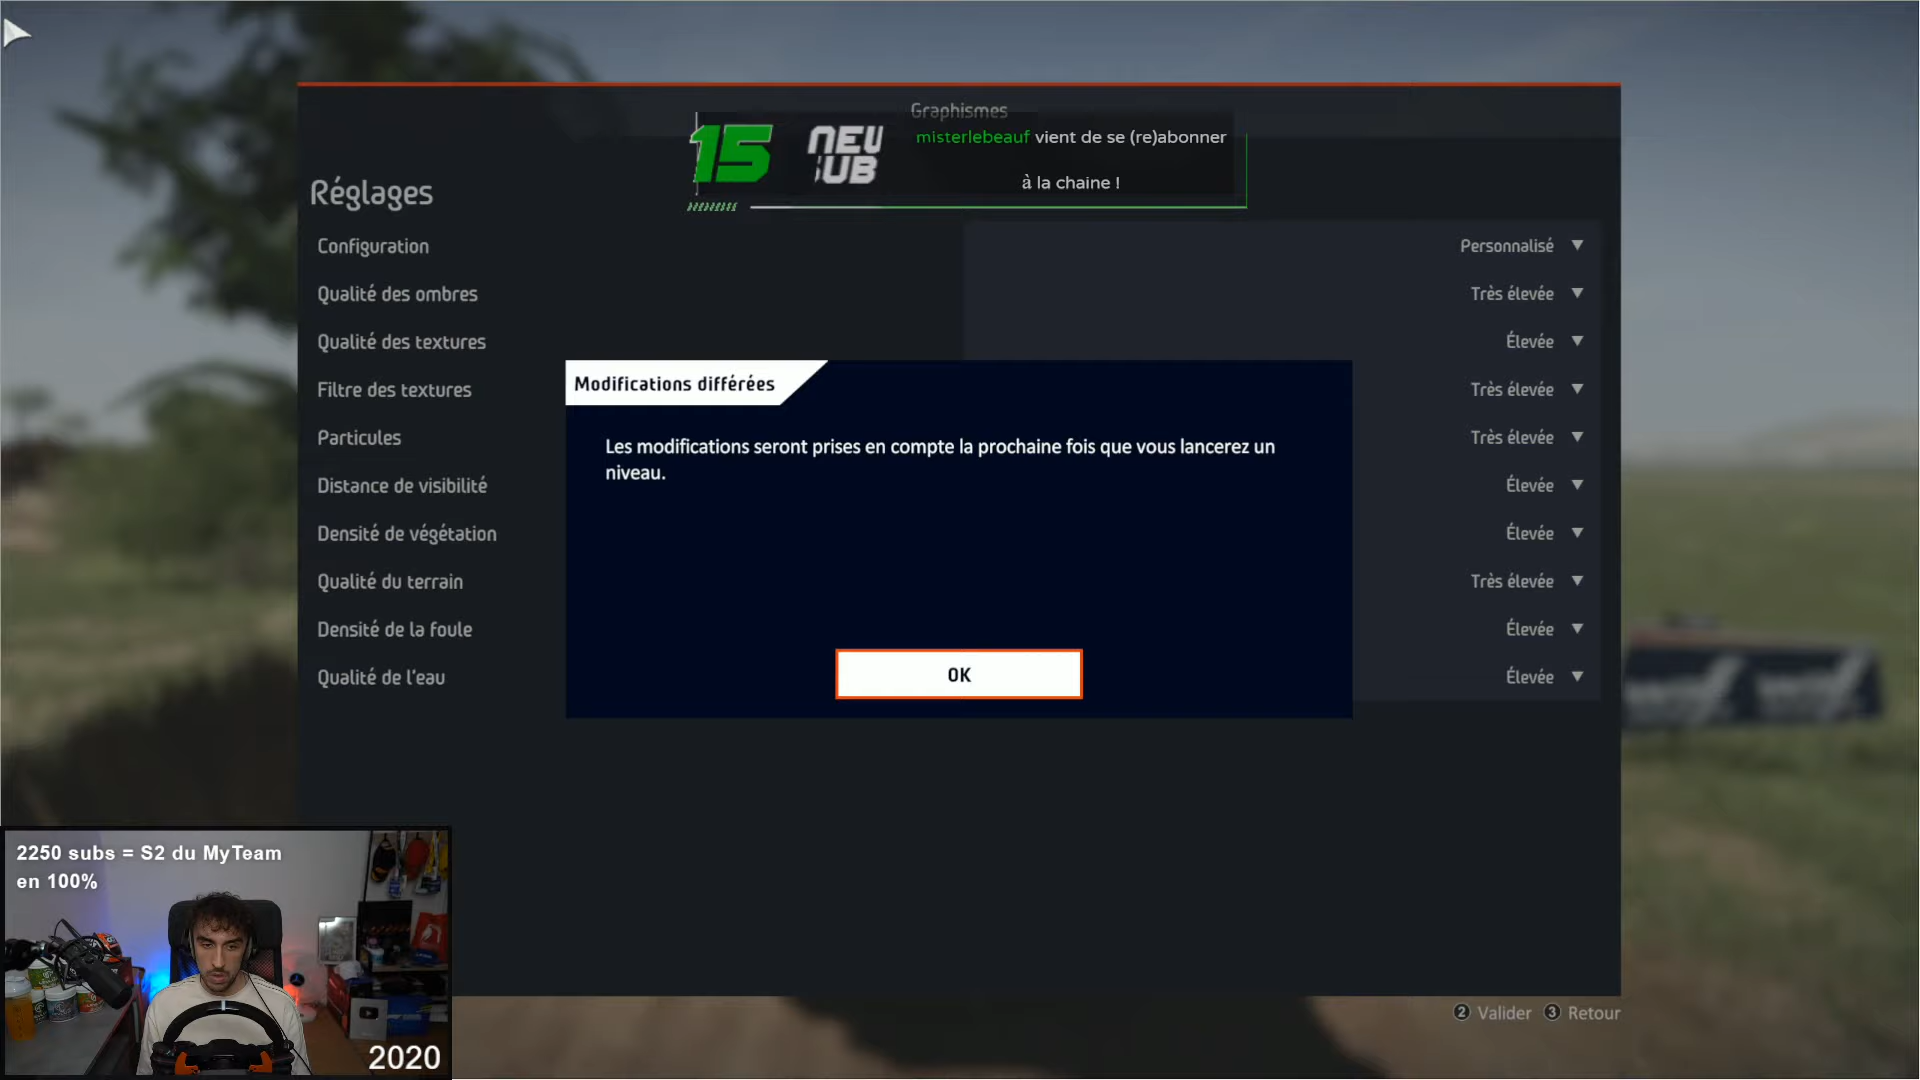 Graphismes
15
misterlebeauf vient de se (re)abonner
à la chaine !
Réglages
Configuration
Personnalisé
Qualité des ombres
Très élevée
Qualité des textures
Élevée
Filtre des textures
Très élevée
Particules
Très élevée
Distance de visibilité
Élevée
Densité de végétation
Élevée
Qualité du terrain
Très élevée
Densité de la foule
Élevée
Qualité de l'eau
Élevée
Modifications différées
Les modifications seront prises en compte la prochaine fois que vous lancerez un
niveau.
OK
2250 subs = S2 du MyTeam
en 100%
2020
2 Valider 3 Retour